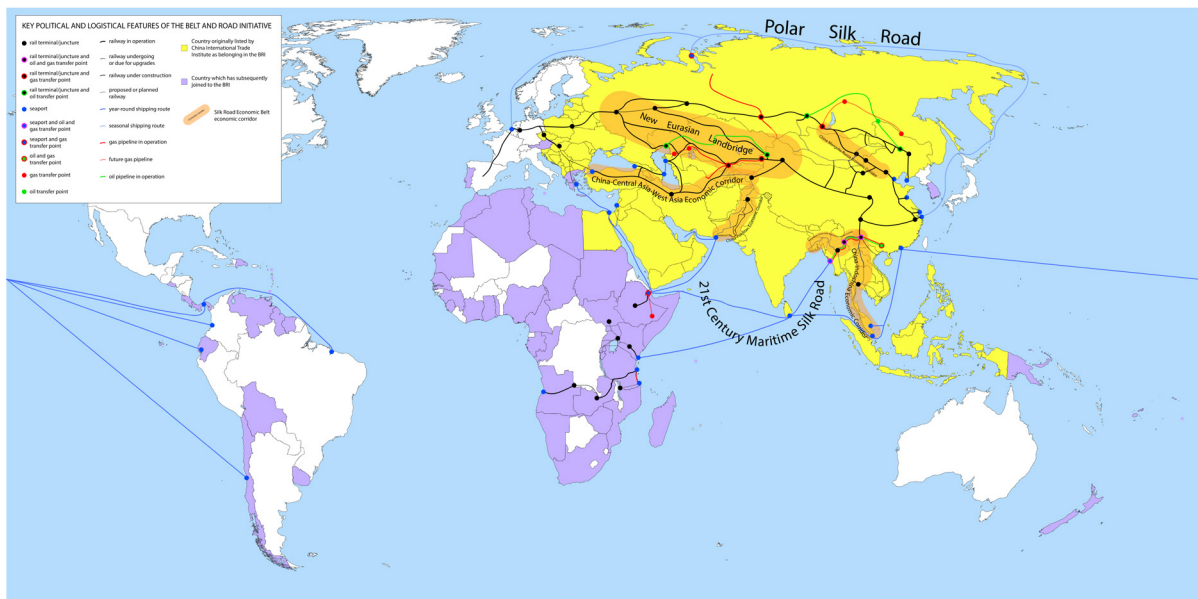 KEY POLITICAL AND LOGISTICAL FEATURES OF THE BELT AND ROAD INITIATIVE
rail terminal/juncture
rail terminal/juncture and
oil and gas transfer point
rail terminal/juncture and
gas transfer point
rail terminal/juncture and
oil transfer point
seaport
seaport and oil and
gas transfer point
seaport and gas
transfer point
oil and gas
transfer point
gas transfer point
oil transfer point
railway in operation
railway undergoing
or due for upgrades
railway under construction
proposed or planned
railway
year-round shipping route
seasonal shipping route
gas pipeline in operation
future gas pipeline
oil pipeline in operation
Country originally listed by
China International Trade
Institute as belonging in the BRI
Country which has subsequently
joined to the BRI
Silk Road Economic Belt
economic corridor
Polar Silk Road
New Eurasian Landbridge
China-Central Asia-West Asia Economic Corridor
China-Indochina Economic Corridor
21st Century Maritime Silk Road